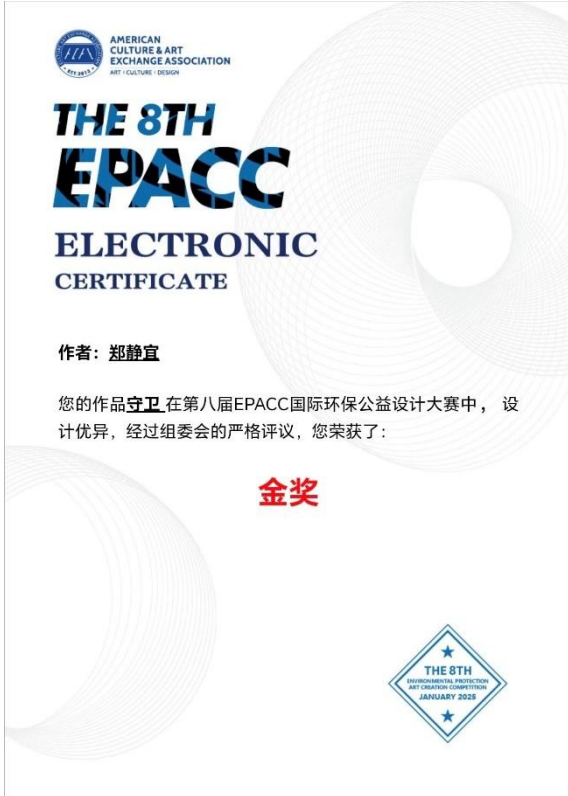 AMERICAN
CULTURE & ART
EXCHANGE ASSOCIATION
ART · CULTURE · DESIGN
THE 8TH
EPACC
ELECTRONIC
CERTIFICATE
作者：郑静宜
您的作品守卫 在第八届EPACC国际环保公益设计大赛中， 设
计优异，经过组委会的严格评议，您荣获了：
金奖
THE 8TH
ENVIRONMENTAL PROTECTION
ART CREATION COMPETITION
JANUARY 2025